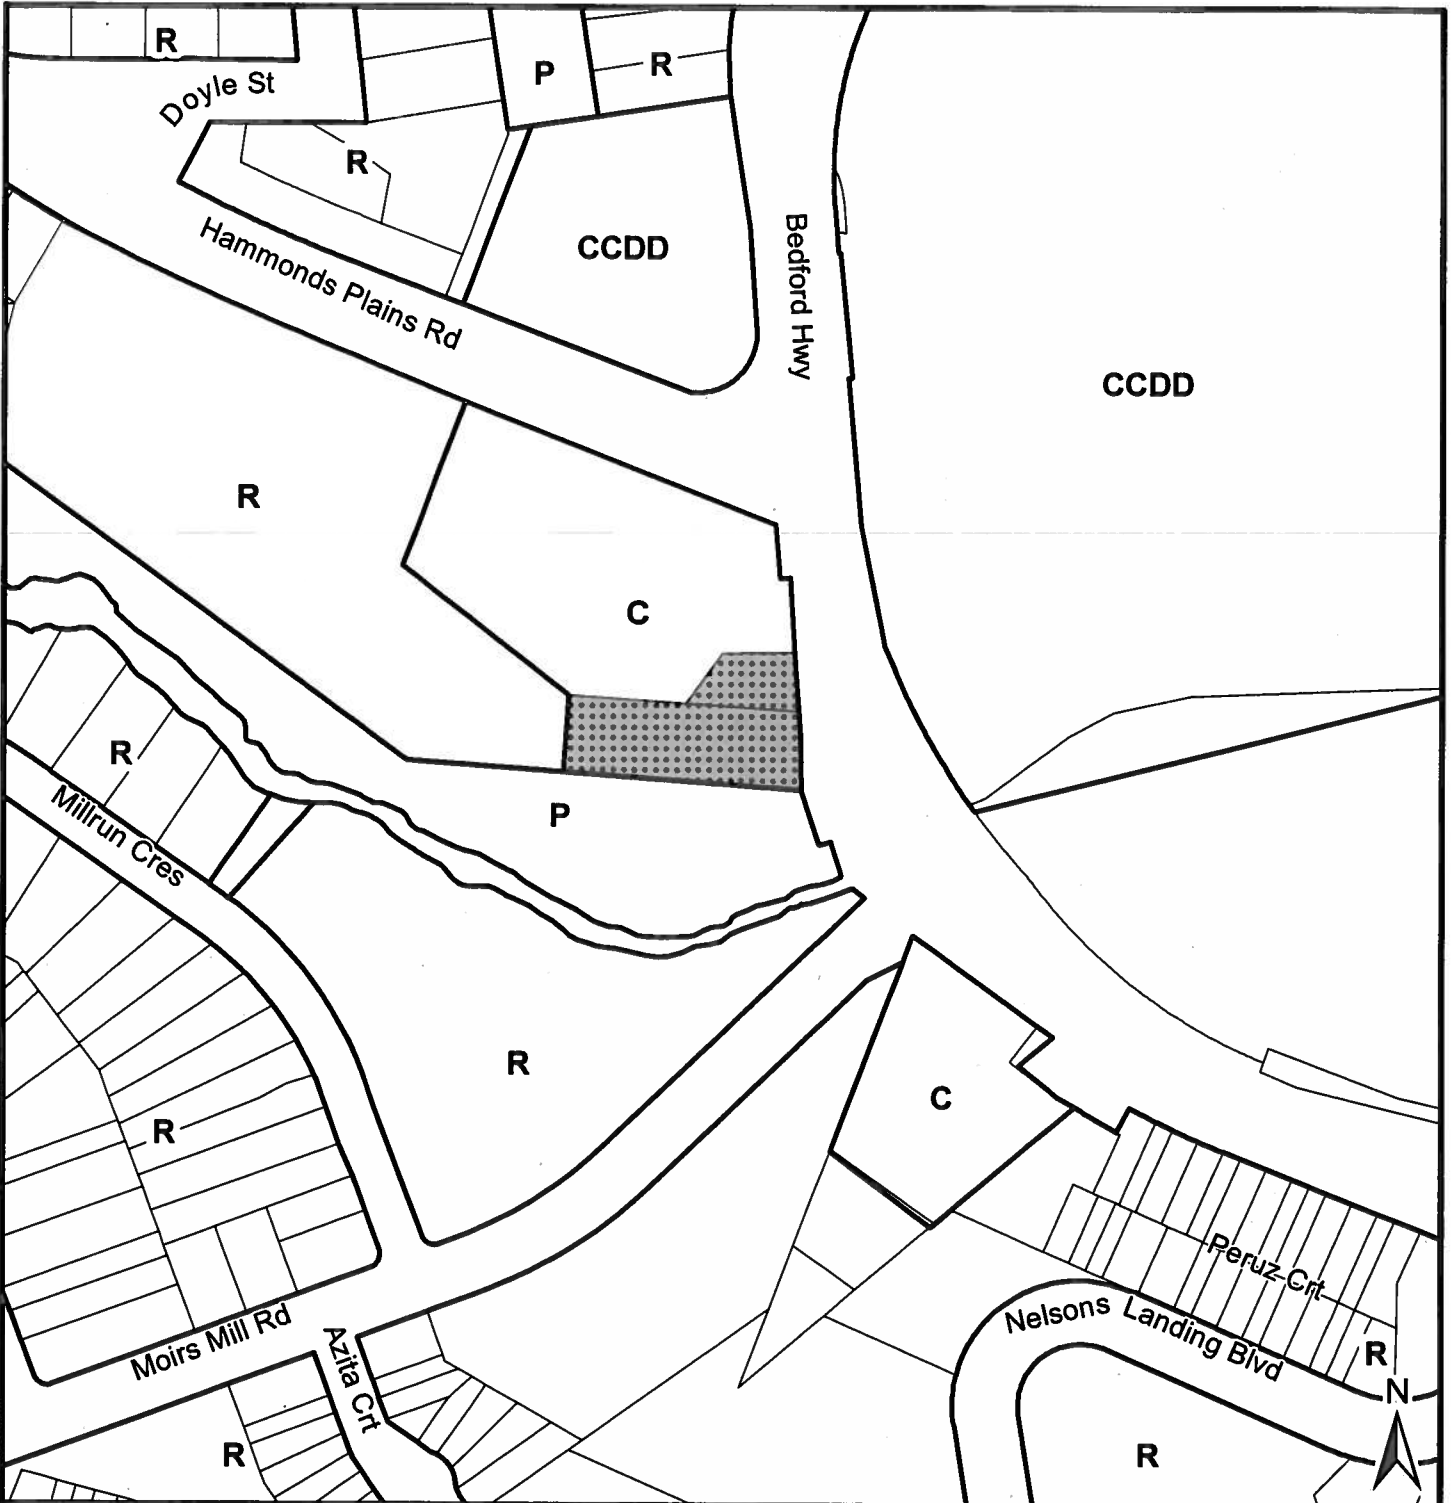 R
P
R
Doyle St
R
Hammonds Plains Rd
CCDD
Bedford Hwy
CCDD
R
C
R
P
Millrun Cres
R
C
R
Peruz Crt
Nelsons Landing Blvd
R
Moirs Mill Rd
Azita Crt
N
R
R